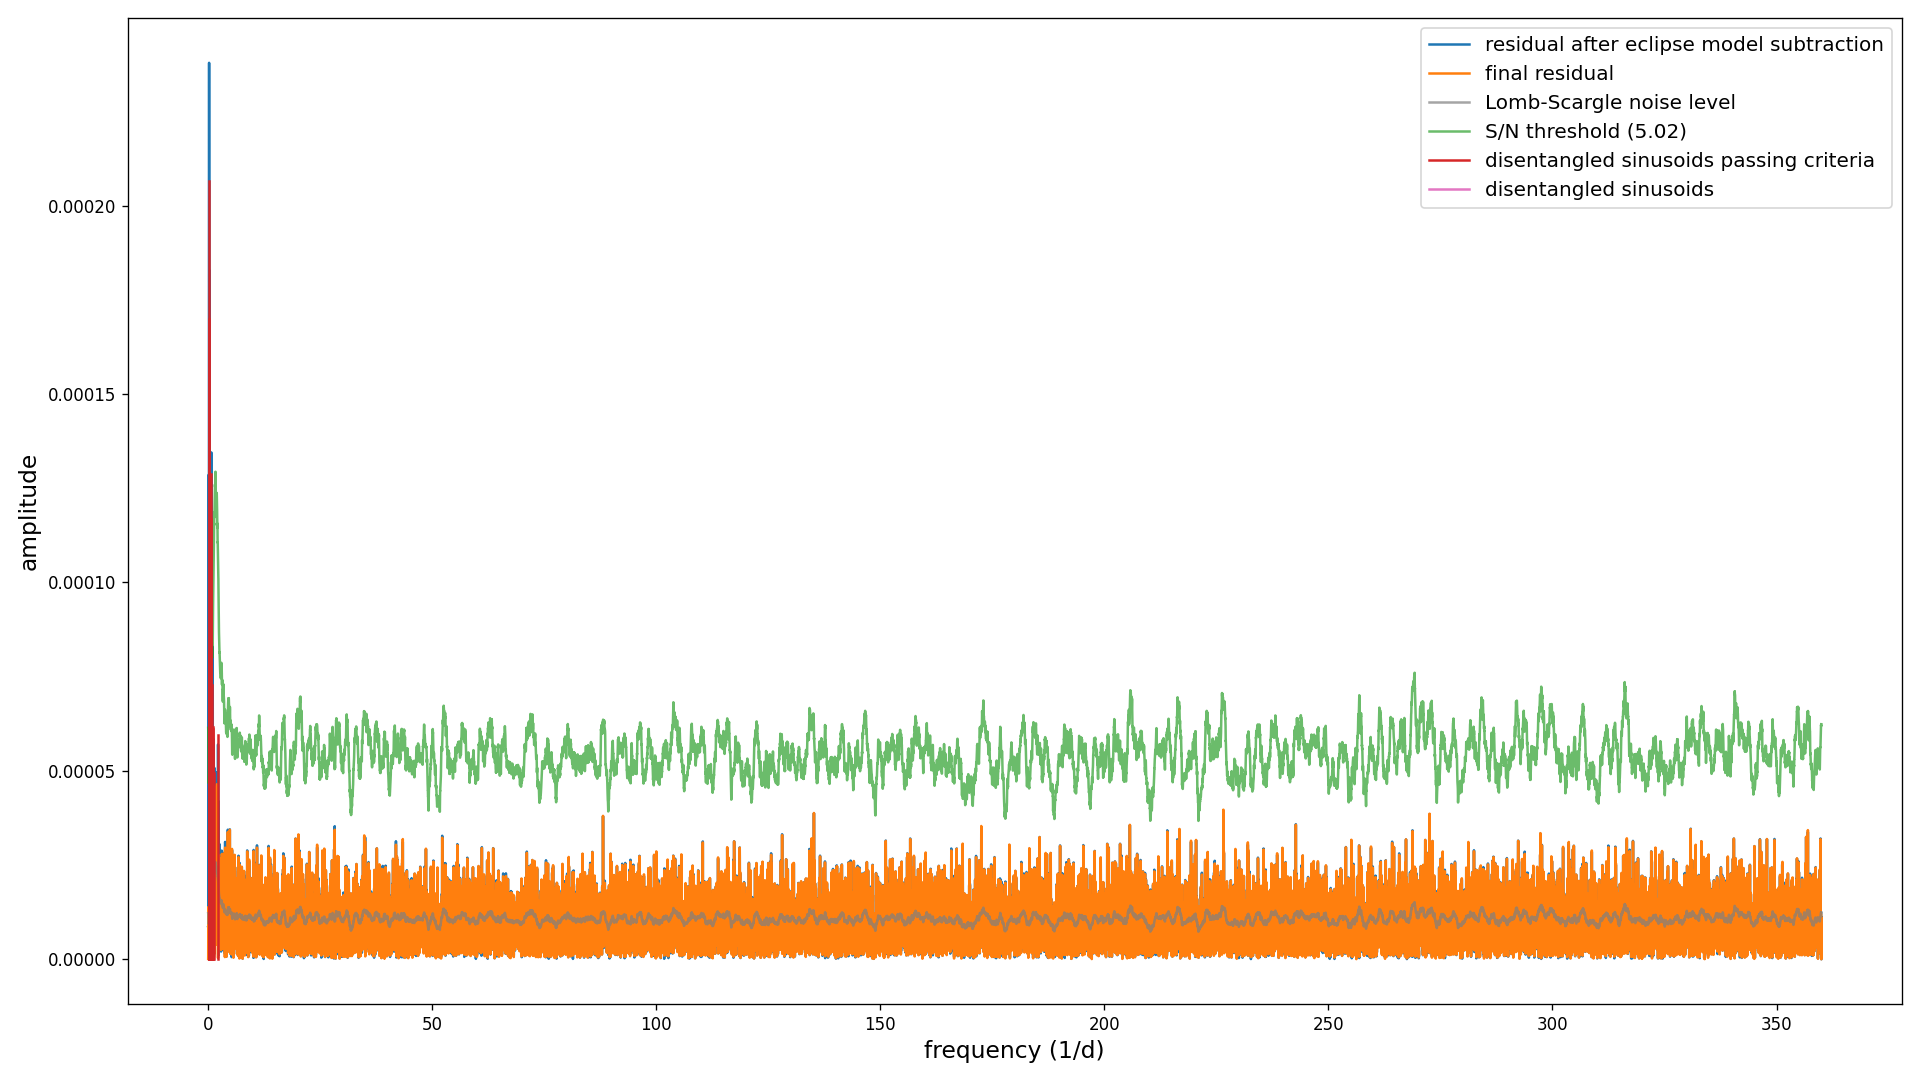 residual after eclipse model subtraction
final residual
Lomb-Scargle noise level
S/N threshold (5.02)
disentangled sinusoids passing criteria
disentangled sinusoids
amplitude
0.00020
0.00015
0.00010
0.00005
0.00000
0 50 100 150 200 250 300 350
frequency (1/d)